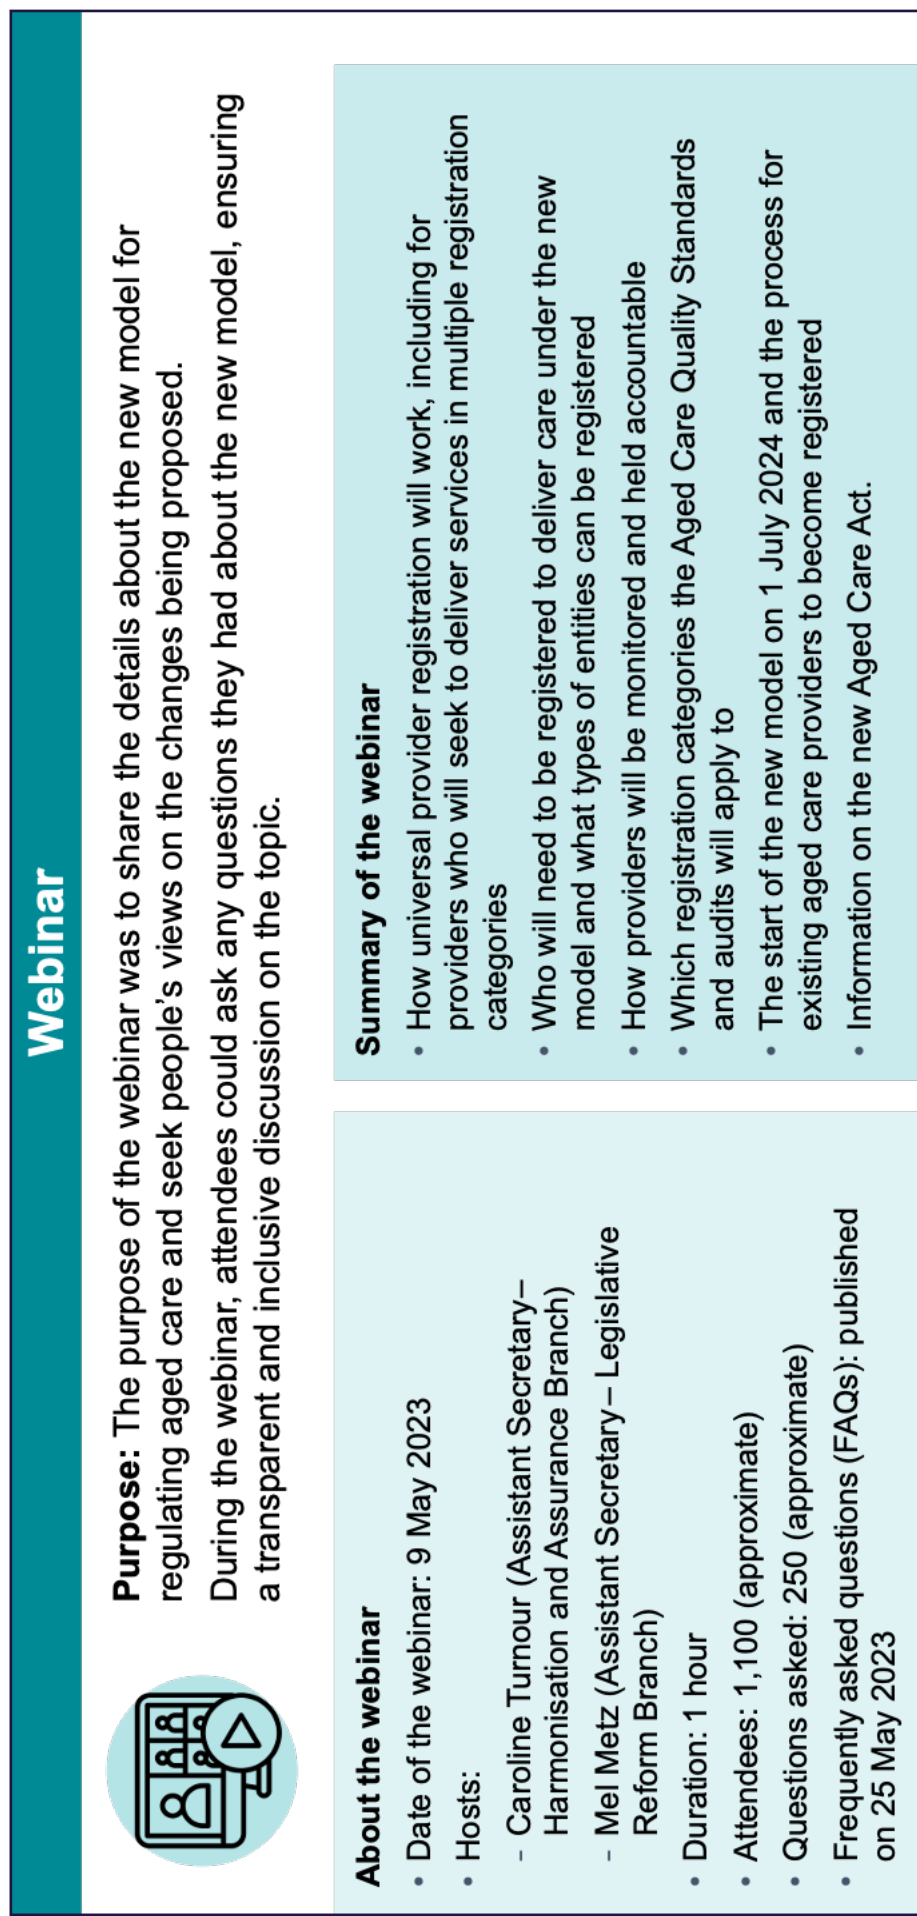 Webinar
Purpose: The purpose of the webinar was to share the details about the new model for
regulating aged care and seek people’s views on the changes being proposed.
During the webinar, attendees could ask any questions they had about the new model, ensuring
a transparent and inclusive discussion on the topic.
About the webinar
• Date of the webinar: 9 May 2023
• Hosts:
– Caroline Turnour (Assistant Secretary–
Harmonisation and Assurance Branch)
– Mel Metz (Assistant Secretary– Legislative
Reform Branch)
• Duration: 1 hour
• Attendees: 1,100 (approximate)
• Questions asked: 250 (approximate)
• Frequently asked questions (FAQs): published
on 25 May 2023
Summary of the webinar
• How universal provider registration will work, including for
providers who will seek to deliver services in multiple registration
categories
• Who will need to be registered to deliver care under the new
model and what types of entities can be registered
• How providers will be monitored and held accountable
• Which registration categories the Aged Care Quality Standards
and audits will apply to
• The start of the new model on 1 July 2024 and the process for
existing aged care providers to become registered
• Information on the new Aged Care Act.